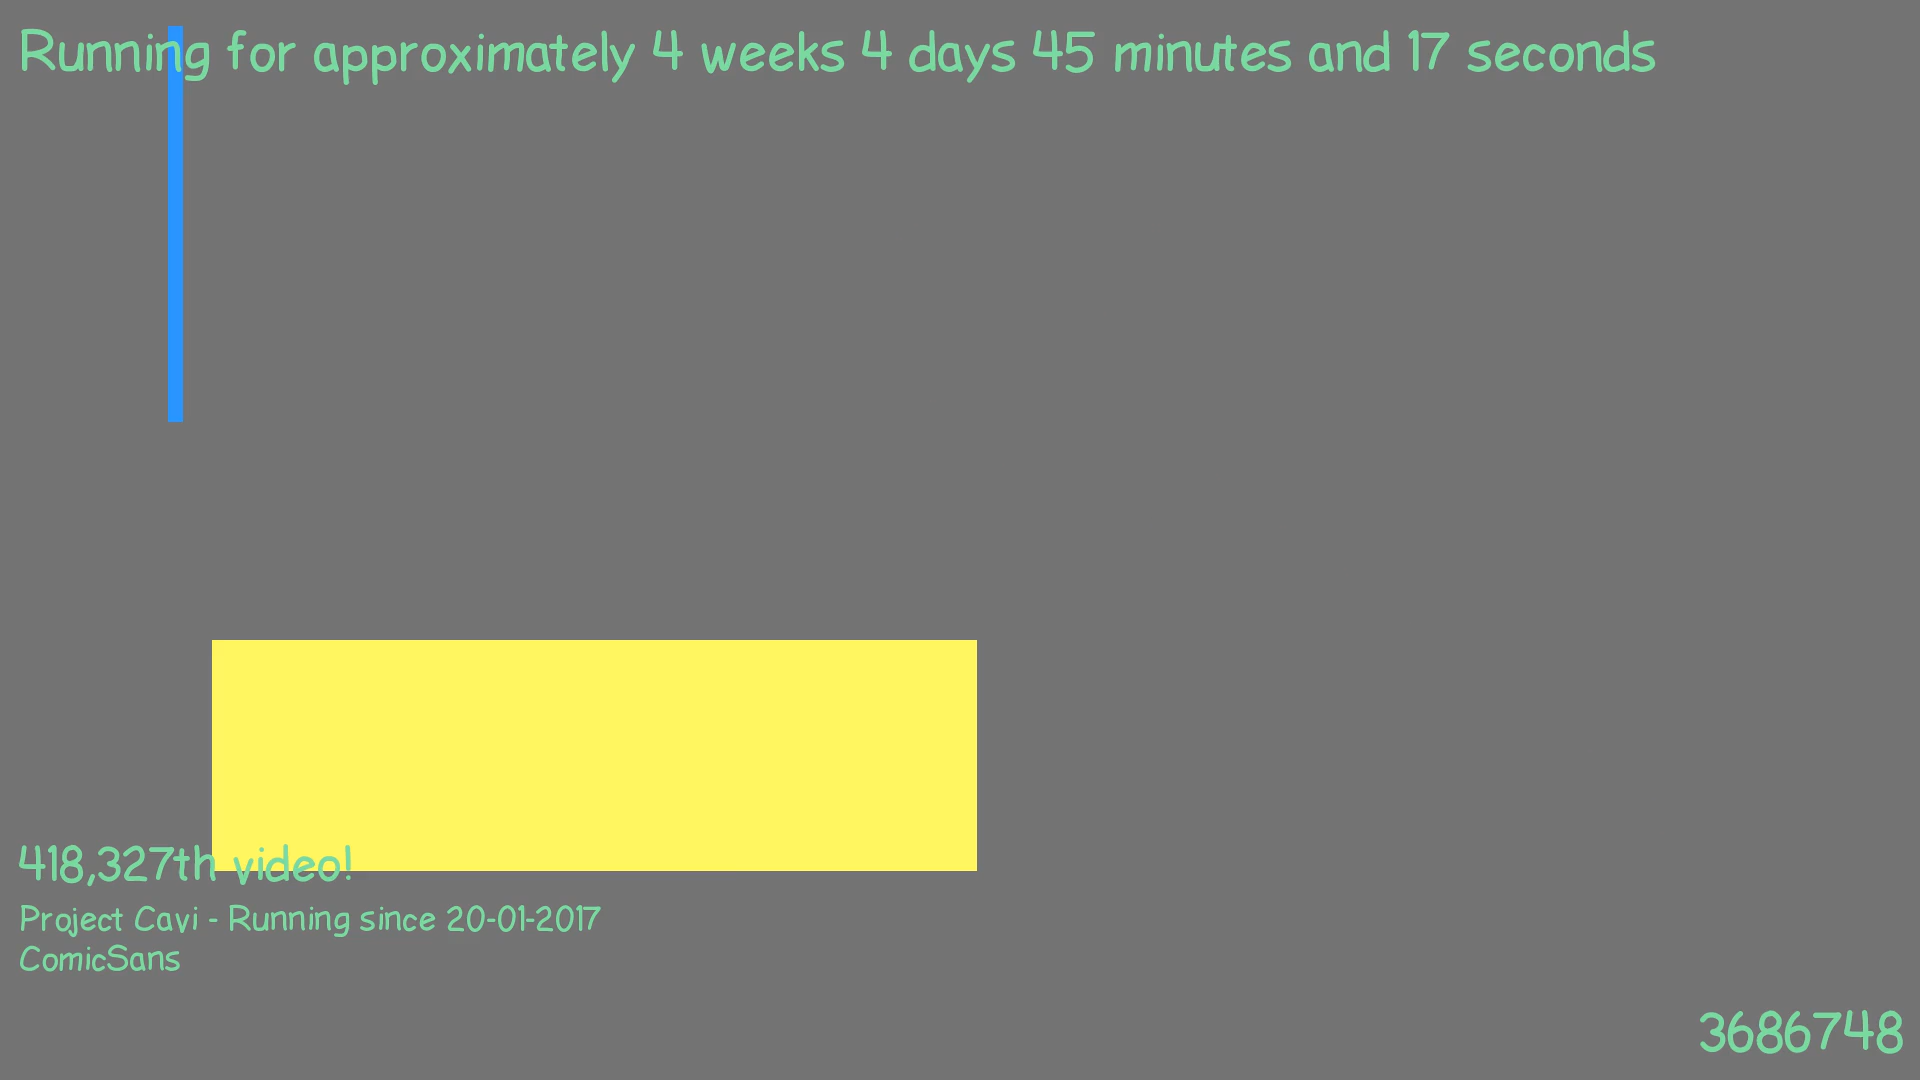 Running for approximately 4 weeks 4 days 45 minutes and 17 seconds
418,327th video!
Project Cavi - Running since 20-01-2017
ComicSans
3686748